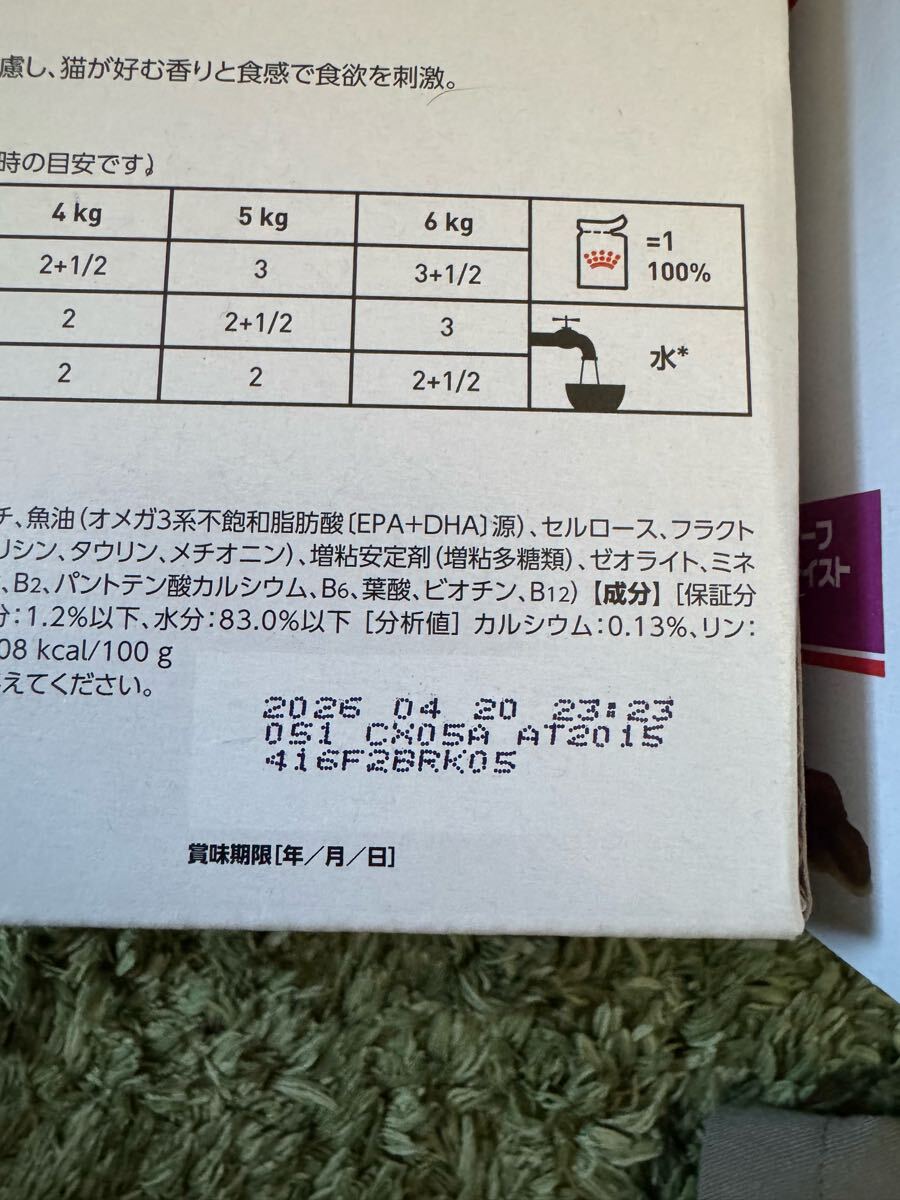 慮し、猫が好む香りと食感で食欲を刺激。
時の目安です)
4 kg 5 kg 6 kg
2+1/2 3 3+1/2
2 2+1/2 3
2 2 2+1/2
=1
100%
水*
チ、魚油(オメガ3系不飽和脂肪酸〔EPA+DHA〕源)、セルロース、フラクト
リシン、タウリン、メチオニン)、増粘安定剤(増粘多糖類)、ゼオライト、ミネ
、B2、パントテン酸カルシウム、B6、葉酸、ビオチン、B12)【成分】[保証分
分:1.2%以下、水分:83.0%以下 [分析値] カルシウム:0.13%、リン:
08 kcal/100 g
えてください。
2026 04 20 23:23
051 CX05A AT2015
416F2BRK05
賞味期限[年/月/日]
ーフ
イスト